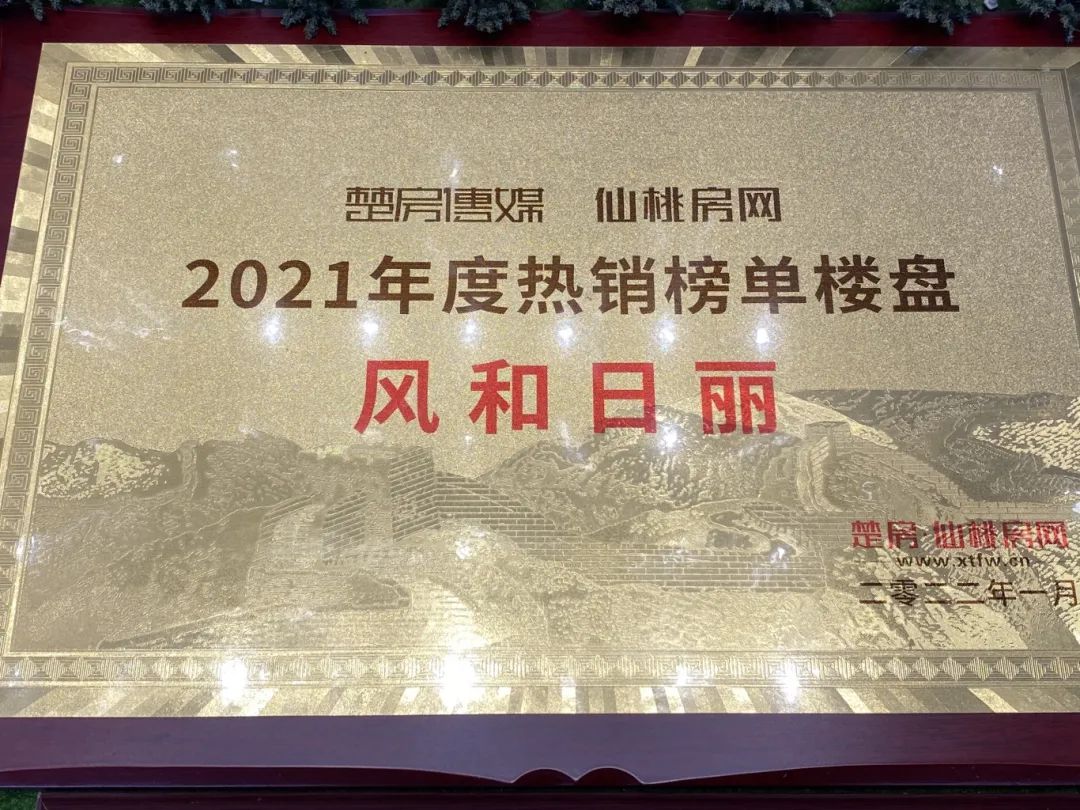 楚房傳媒 仙桃房网
2021年度热销榜单楼盘
风和日丽
楚房·仙桃房网
www.xtfw.cn
二零二二年一月